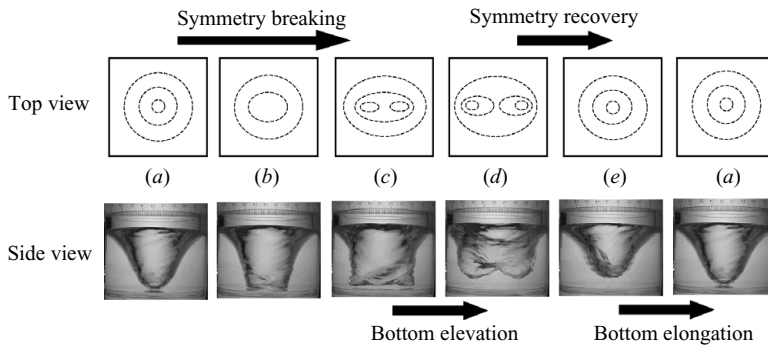 Symmetry breaking
Symmetry recovery
Top view
(a)
(b)
(c)
(d)
(e)
(a)
Side view
Bottom elevation
Bottom elongation